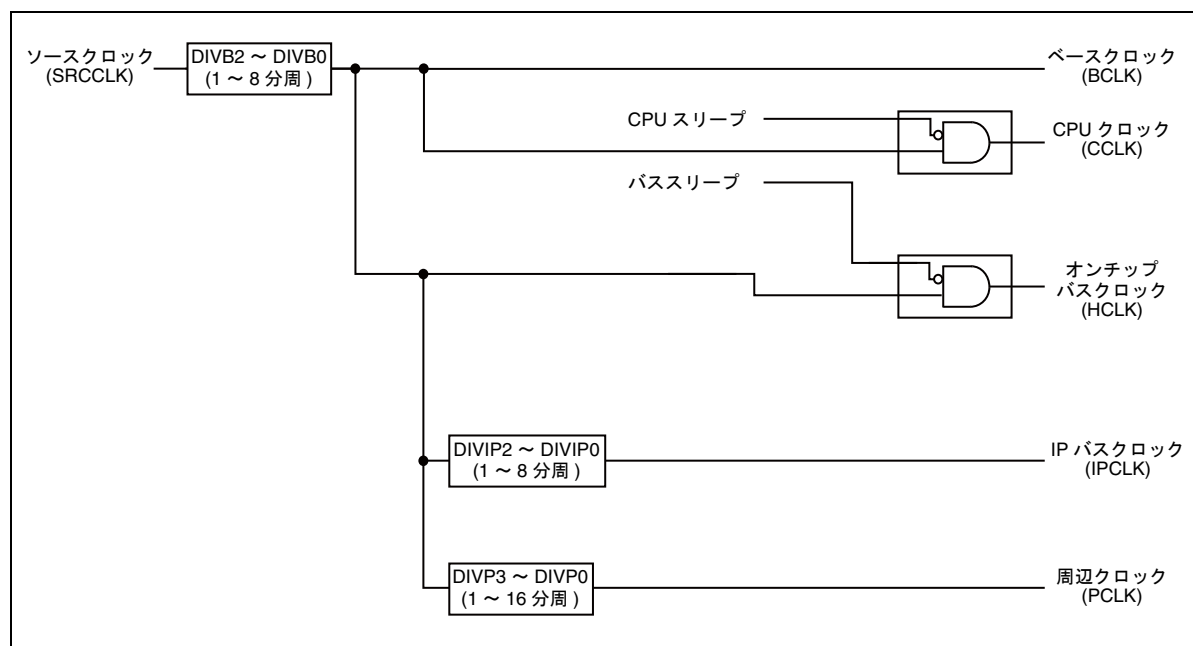 ソースクロック
(SRCCLK)
DIVB2 ～ DIVB0
(1 ～ 8 分周 )
ベースクロック
(BCLK)
CPU スリープ
CPU クロック
(CCLK)
バススリープ
オンチップ
バスクロック
(HCLK)
DIVIP2 ～ DIVIP0
(1 ～ 8 分周 )
IP バスクロック
(IPCLK)
DIVP3 ～ DIVP0
(1 ～ 16 分周 )
周辺クロック
(PCLK)